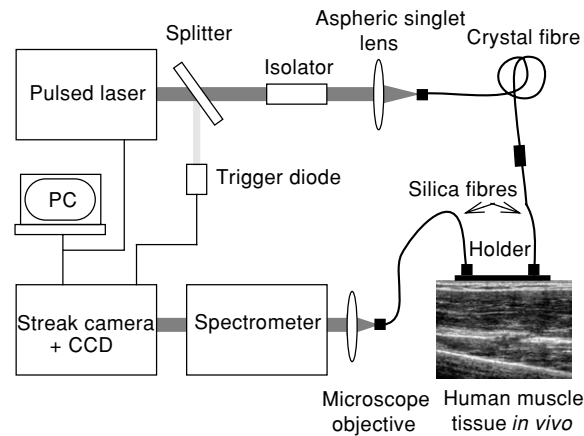 Splitter
Aspheric singlet
lens
Crystal fibre
Isolator
Pulsed laser
Trigger diode
PC
Silica fibres
Holder
Streak camera
+ CCD
Spectrometer
Microscope
objective
Human muscle
tissue in vivo